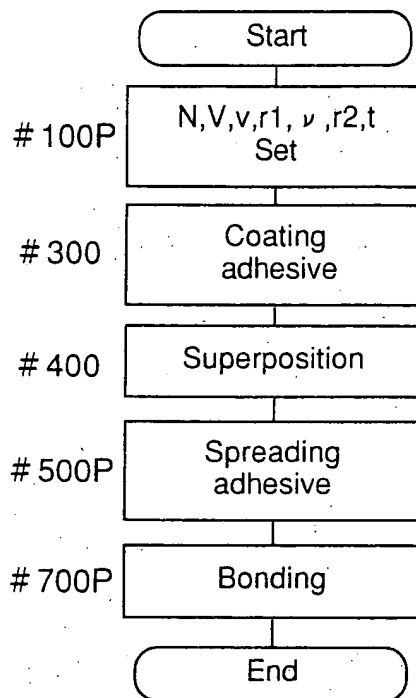 Start
# 100P
N,V,v,r1, ν ,r2,t
Set
# 300
Coating
adhesive
# 400
Superposition
# 500P
Spreading
adhesive
# 700P
Bonding
End